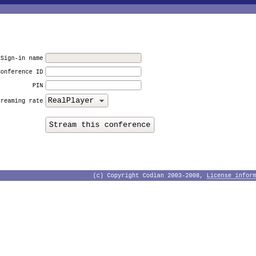 Sign-in name
onference ID
PIN
reaming rate RealPlayer
Stream this conference
(c) Copyright Codian 2003-2008, License inform